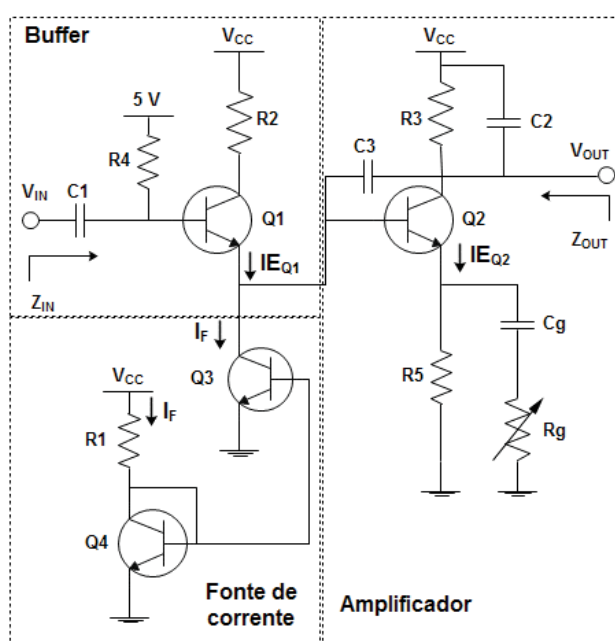 Buffer
VCC
R2
5 V
R4
VIN
C1
Q1
IEQ1
ZIN
IF
Q3
VCC
IF
R1
Q4
Fonte de
corrente
VCC
R3
C2
C3
VOUT
Q2
ZOUT
IEQ2
Cg
R5
Rg
Amplificador